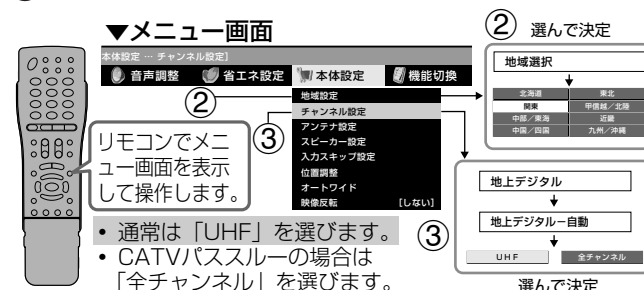 ▼メニュー画面
本体設定 … チャンネル設定]
音声調整 省エネ設定 本体設定 機能切換
②
地域設定
③
チャンネル設定
アンテナ設定
スピーカー設定
入力スキップ設定
位置調整
オートワイド
映像反転 [しない]
リモコンでメニ
ュー画面を表示
して操作します。
• 通常は「UHF」を選びます。
• CATVパススルーの場合は
「全チャンネル」を選びます。
② 選んで決定
地域選択
北海道 東北
関東 甲信越/北陸
中部/東海 近畿
中国/四国 九州/沖縄
③
地上デジタル
地上デジタルー自動
UHF 全チャンネル
選んで決定